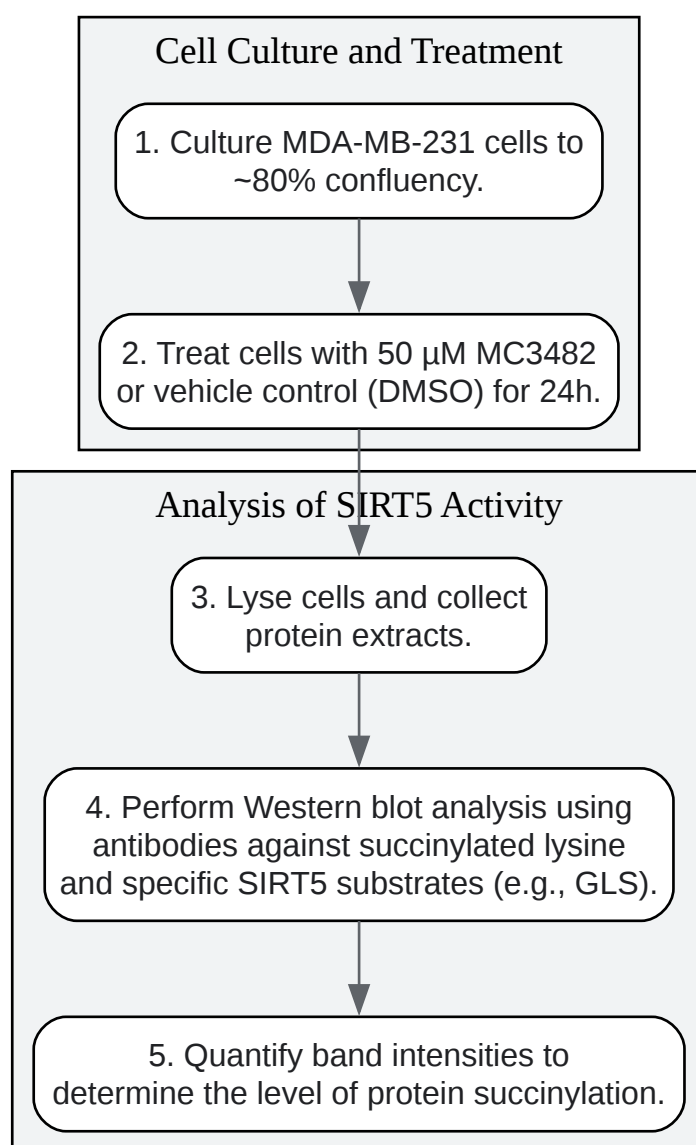 Cell Culture and Treatment
1. Culture MDA-MB-231 cells to
~80% confluency.
2. Treat cells with 50 µM MC3482
or vehicle control (DMSO) for 24h.
Analysis of SIRT5 Activity
3. Lyse cells and collect
protein extracts.
4. Perform Western blot analysis using
antibodies against succinylated lysine
and specific SIRT5 substrates (e.g., GLS).
5. Quantify band intensities to
determine the level of protein succinylation.